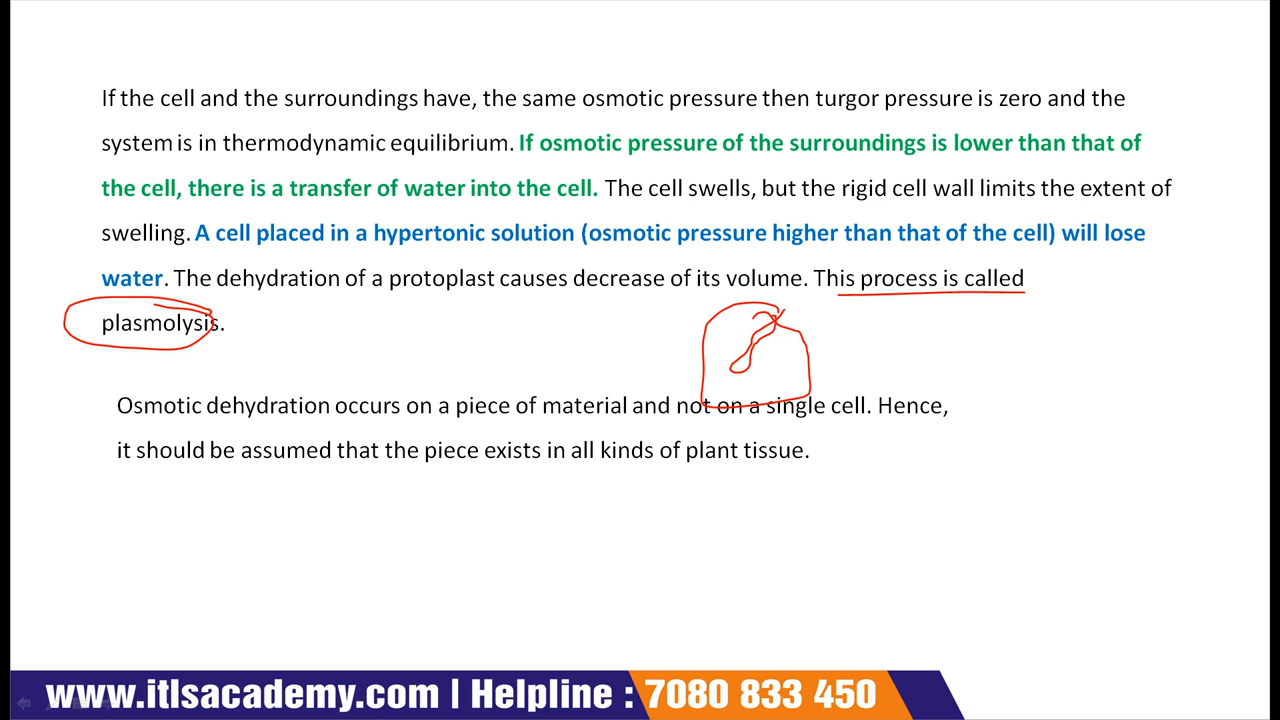 If the cell and the surroundings have, the same osmotic pressure then turgor pressure is zero and the
system is in thermodynamic equilibrium. If osmotic pressure of the surroundings is lower than that of
the cell, there is a transfer of water into the cell. The cell swells, but the rigid cell wall limits the extent of
swelling. A cell placed in a hypertonic solution (osmotic pressure higher than that of the cell) will lose
water. The dehydration of a protoplast causes decrease of its volume. This process is called
plasmolysis.
Osmotic dehydration occurs on a piece of material and not on a single cell. Hence,
it should be assumed that the piece exists in all kinds of plant tissue.
www.itlsacademy.com | Helpline : 7080 833 450